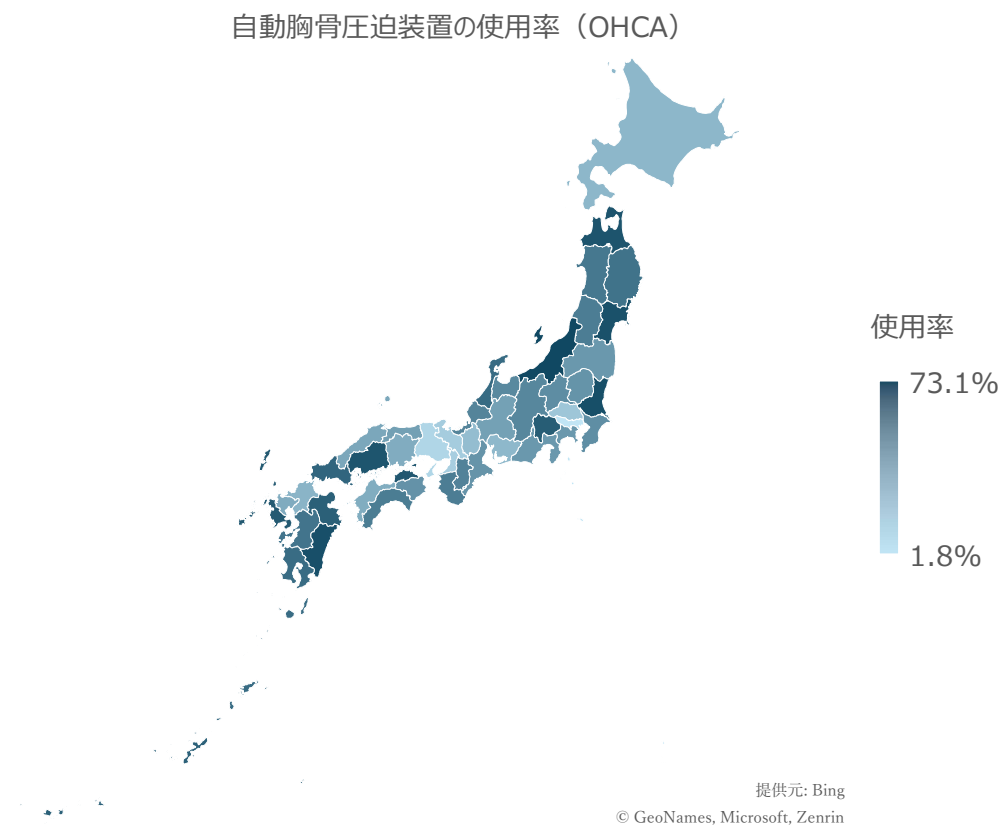 自動胸骨圧迫装置の使用率（OHCA）
使用率
73.1%
1.8%
提供元: Bing
© GeoNames, Microsoft, Zenrin